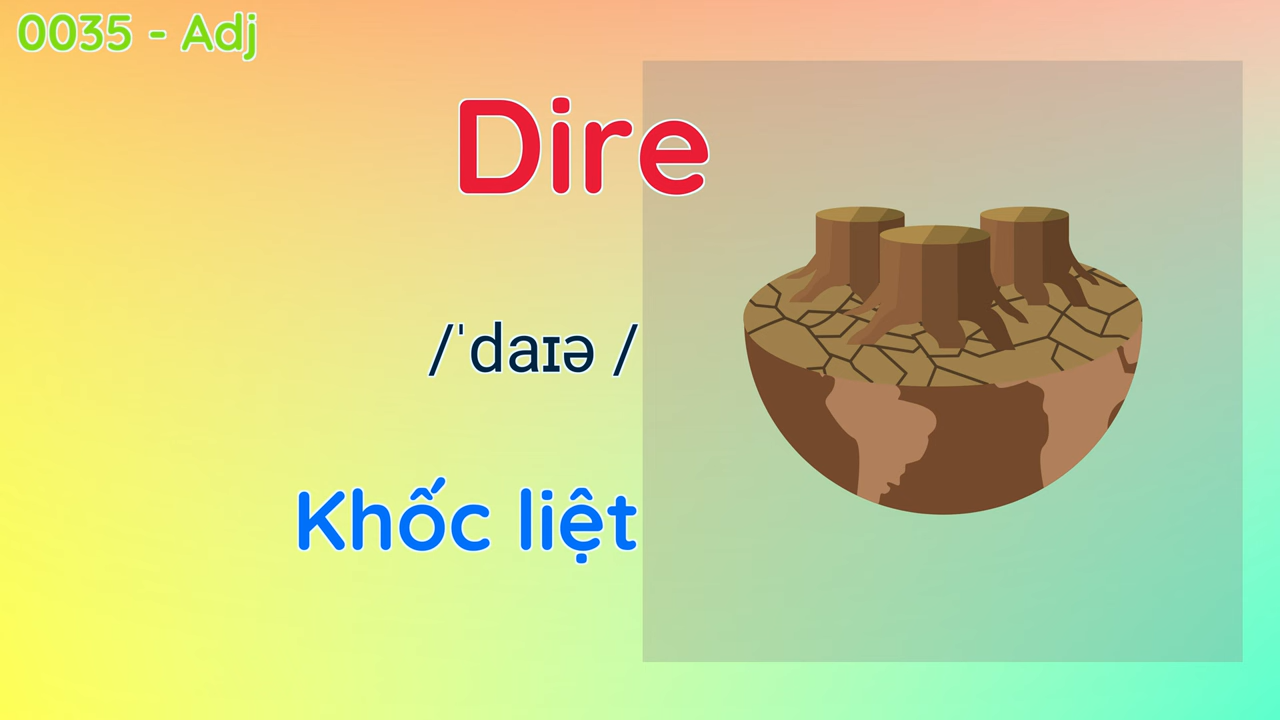 0035 - Adj
Dire
/ˈdaɪə /
Khốc liệt